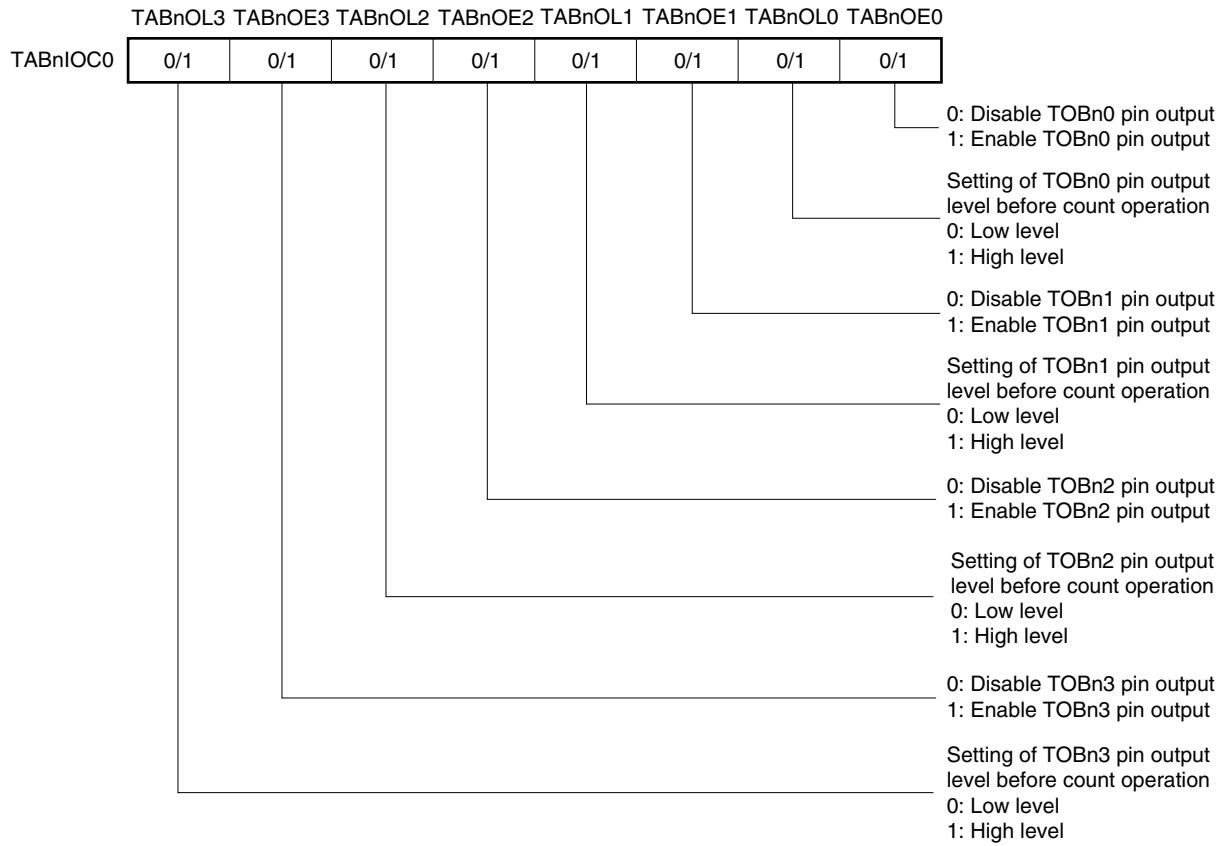 TABnOL3 TABnOE3 TABnOL2 TABnOE2 TABnOL1 TABnOE1 TABnOL0 TABnOE0
TABnIOC0 0/1 0/1 0/1 0/1 0/1 0/1 0/1 0/1
0: Disable TOBn0 pin output
1: Enable TOBn0 pin output
Setting of TOBn0 pin output
level before count operation
0: Low level
1: High level
0: Disable TOBn1 pin output
1: Enable TOBn1 pin output
Setting of TOBn1 pin output
level before count operation
0: Low level
1: High level
0: Disable TOBn2 pin output
1: Enable TOBn2 pin output
Setting of TOBn2 pin output
level before count operation
0: Low level
1: High level
0: Disable TOBn3 pin output
1: Enable TOBn3 pin output
Setting of TOBn3 pin output
level before count operation
0: Low level
1: High level